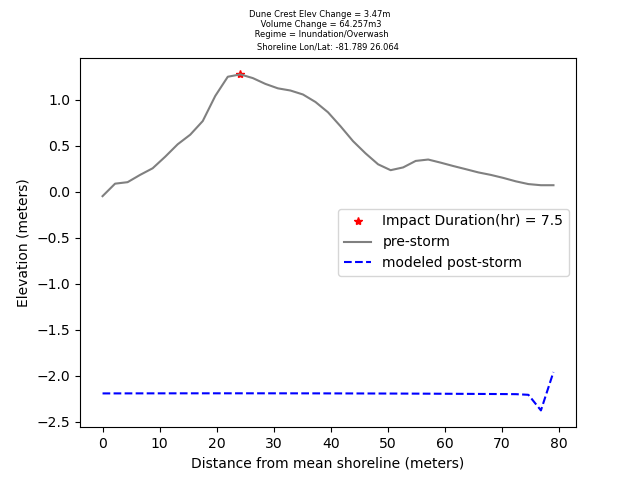 Dune Crest Elev Change = 3.47m
Volume Change = 64.257m3
Regime = Inundation/Overwash
Shoreline Lon/Lat: -81.789 26.064
1.0
0.5
0.0
−0.5
−1.0
−1.5
−2.0
−2.5
Elevation (meters)
Impact Duration(hr) = 7.5
pre-storm
modeled post-storm
0 10 20 30 40 50 60 70 80
Distance from mean shoreline (meters)